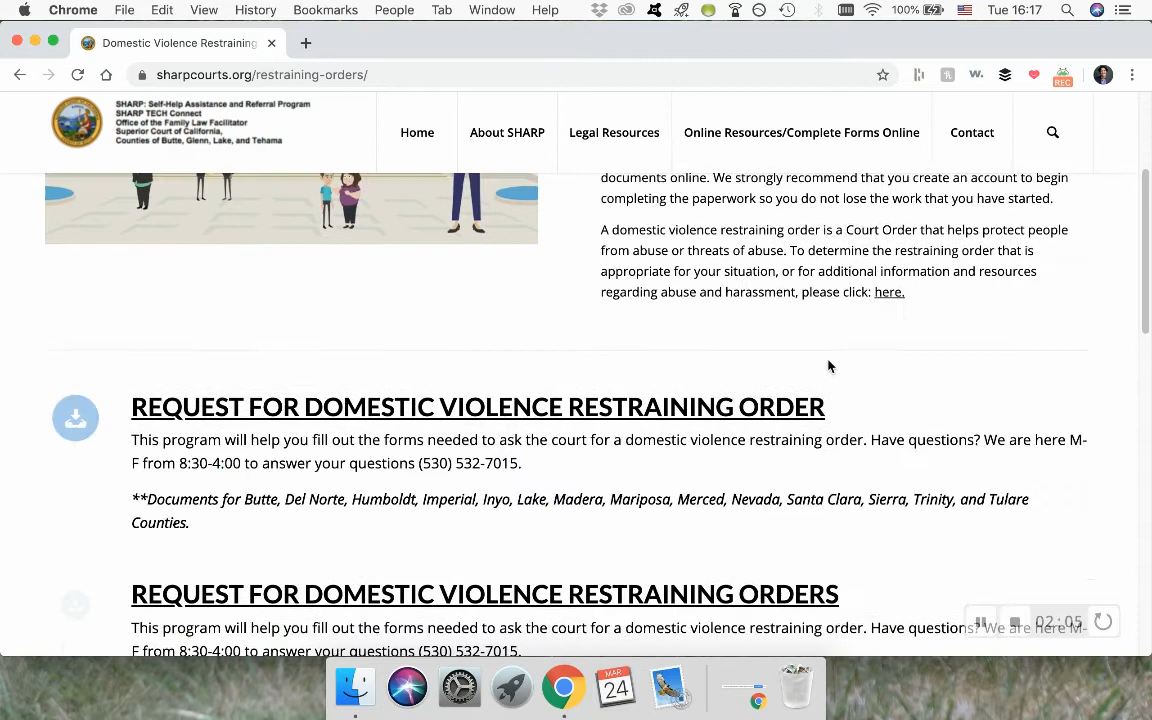 Chrome File Edit View History Bookmarks People Tab Window Help 100% Tue 16:17
Domestic Violence Restraining
sharpcourts.org/restraining-orders/
REC
SHARP: Self-Help Assistance and Referral Program
SHARP TECH Connect
Office of the Family Law Facilitator
Superior Court of California,
Counties of Butte, Glenn, Lake, and Tehama
Home About SHARP Legal Resources Online Resources/Complete Forms Online Contact
documents online. We strongly recommend that you create an account to begin
completing the paperwork so you do not lose the work that you have started.
A domestic violence restraining order is a Court Order that helps protect people
from abuse or threats of abuse. To determine the restraining order that is
appropriate for your situation, or for additional information and resources
regarding abuse and harassment, please click: here.
REQUEST FOR DOMESTIC VIOLENCE RESTRAINING ORDER
This program will help you fill out the forms needed to ask the court for a domestic violence restraining order. Have questions? We are here M-
F from 8:30-4:00 to answer your questions (530) 532-7015.
**Documents for Butte, Del Norte, Humboldt, Imperial, Inyo, Lake, Madera, Mariposa, Merced, Nevada, Santa Clara, Sierra, Trinity, and Tulare
Counties.
REQUEST FOR DOMESTIC VIOLENCE RESTRAINING ORDERS
This program will help you fill out the forms needed to ask the court for a domestic violence restraining order. Have questions? We are here M-
F from 8:30-4:00 to answer your questions (530) 532-7015.
02:05
MAR
24